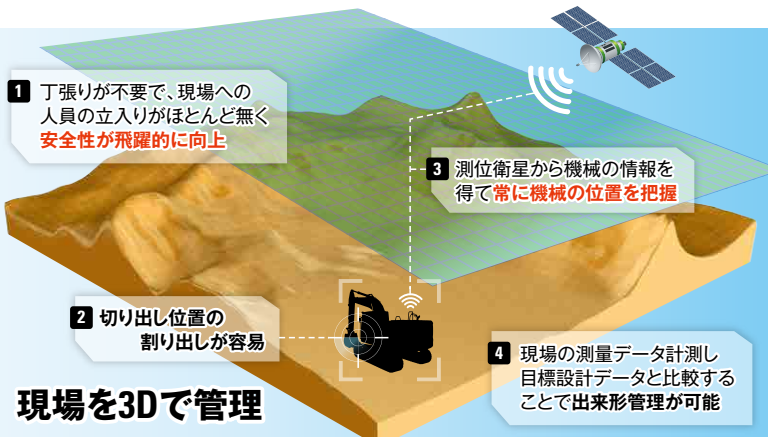 1 丁張りが不要で、現場への
人員の立入りがほとんど無く
安全性が飛躍的に向上
3 測位衛星から機械の情報を
得て常に機械の位置を把握
2 切り出し位置の
割り出しが容易
4 現場の測量データ計測し
目標設計データと比較する
ことで出来形管理が可能
現場を3Dで管理